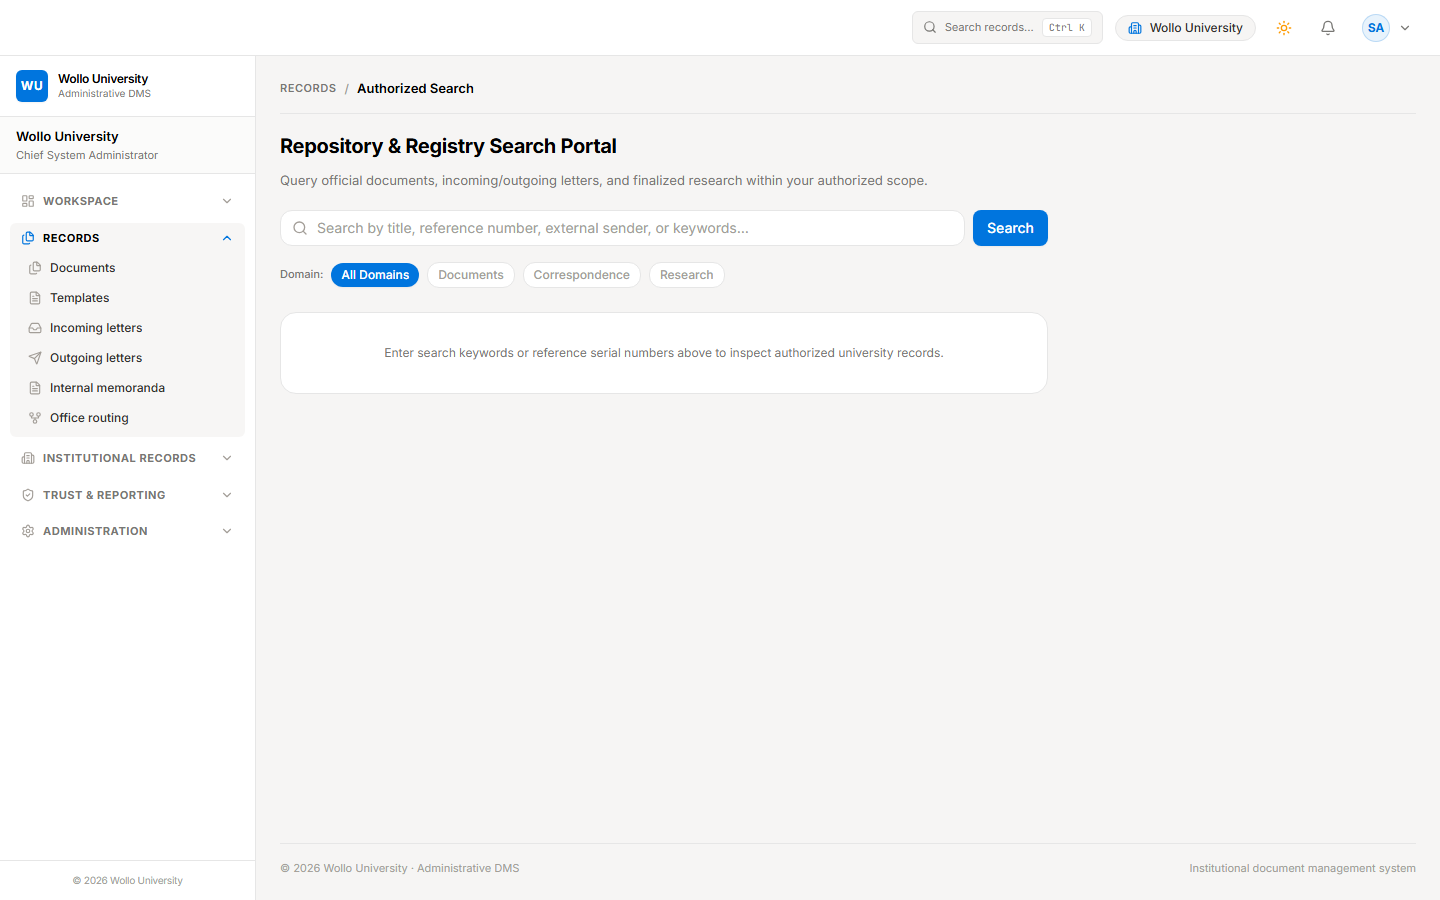 Search records... Ctrl K
Wollo University
SA
WU
Wollo University
Administrative DMS
Wollo University
Chief System Administrator
WORKSPACE
RECORDS
Documents
Templates
Incoming letters
Outgoing letters
Internal memoranda
Office routing
INSTITUTIONAL RECORDS
TRUST & REPORTING
ADMINISTRATION
© 2026 Wollo University
RECORDS / Authorized Search
Repository & Registry Search Portal
Query official documents, incoming/outgoing letters, and finalized research within your authorized scope.
Search by title, reference number, external sender, or keywords...
Search
Domain: All Domains Documents Correspondence Research
Enter search keywords or reference serial numbers above to inspect authorized university records.
© 2026 Wollo University · Administrative DMS
Institutional document management system